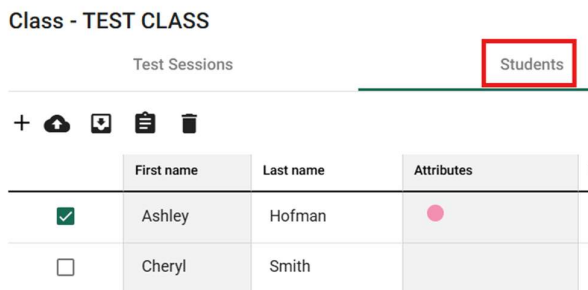 Class - TEST CLASS
Test Sessions Students
First name Last name Attributes
Ashley Hofman
Cheryl Smith